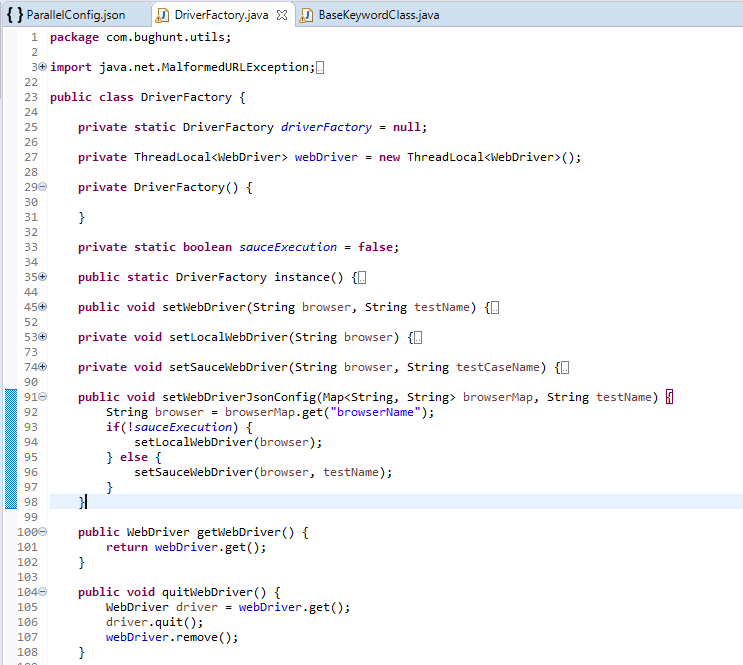 { } ParallelConfig.json DriverFactory.java BaseKeywordClass.java
1 package com.bughunt.utils;
2
3 import java.net.MalformedURLException;
22
23 public class DriverFactory {
24
25 private static DriverFactory driverFactory = null;
26
27 private ThreadLocal<WebDriver> webDriver = new ThreadLocal<WebDriver>();
28
29 private DriverFactory() {
30
31 }
32
33 private static boolean sauceExecution = false;
34
35 public static DriverFactory instance() {
44
45 public void setWebDriver(String browser, String testName) {
52
53 private void setLocalWebDriver(String browser) {
73
74 private void setSauceWebDriver(String browser, String testCaseName) {
90
91 public void setWebDriverJsonConfig(Map<String, String> browserMap, String testName) {
92 String browser = browserMap.get("browserName");
93 if(!sauceExecution) {
94 setLocalWebDriver(browser);
95 } else {
96 setSauceWebDriver(browser, testName);
97 }
98 }
99
100 public WebDriver getWebDriver() {
101 return webDriver.get();
102 }
103
104 public void quitWebDriver() {
105 WebDriver driver = webDriver.get();
106 driver.quit();
107 webDriver.remove();
108 }